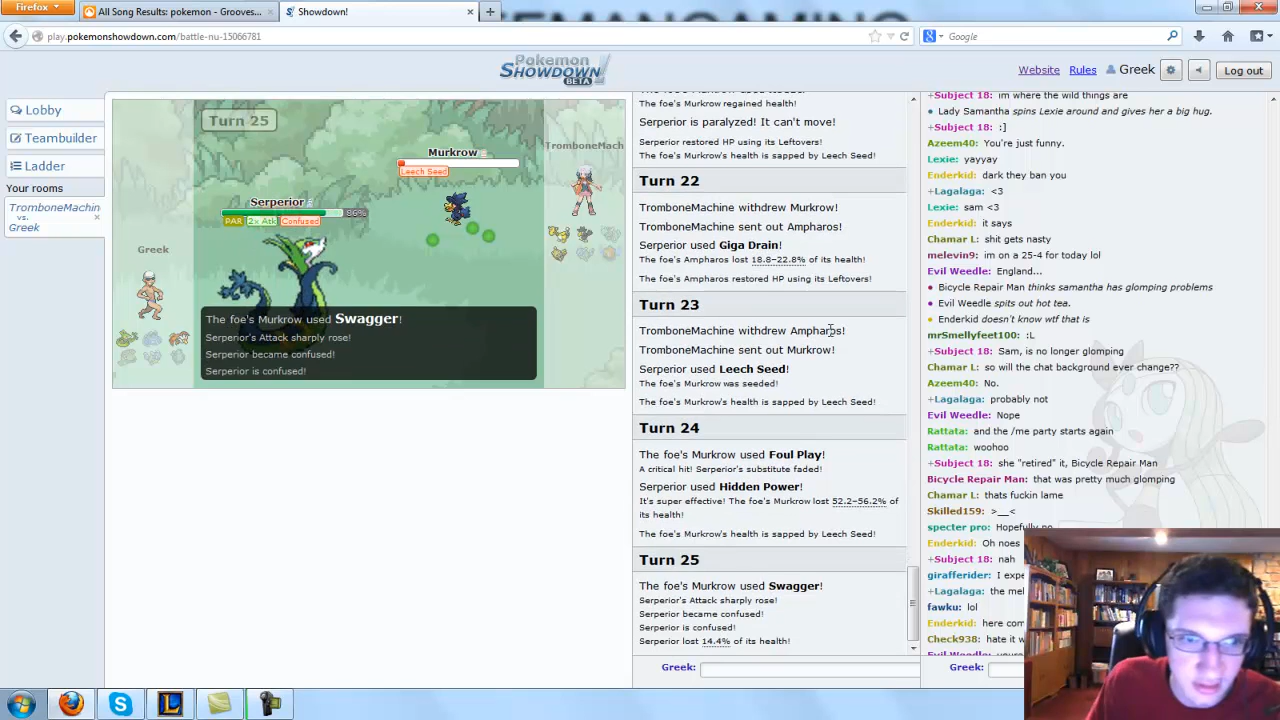 Firefox
All Song Results: pokemon - Grooves...
Showdown!
play.pokemonshowdown.com/battle-nu-15066781
Google
Pokemon
SHOWDOWN!
BETA
Website
Rules
Greek
Log out
Lobby
Teambuilder
Ladder
Your rooms
TromboneMachin
vs.
Greek
Turn 25
TromboneMach
Murkrow
Leech Seed
Serperior
86%
PAR
2x Atk
Confused
Greek
The foe's Murkrow used Swagger!
Serperior's Attack sharply rose!
Serperior became confused!
Serperior is confused!
The foe's Murkrow regained health!
Serperior is paralyzed! It can't move!
Serperior restored HP using its Leftovers!
The foe's Murkrow's health is sapped by Leech Seed!
Turn 22
TromboneMachine withdrew Murkrow!
TromboneMachine sent out Ampharos!
Serperior used Giga Drain!
The foe's Ampharos lost 18.8–22.8% of its health!
The foe's Ampharos restored HP using its Leftovers!
Turn 23
TromboneMachine withdrew Ampharos!
TromboneMachine sent out Murkrow!
Serperior used Leech Seed!
The foe's Murkrow was seeded!
The foe's Murkrow's health is sapped by Leech Seed!
Turn 24
The foe's Murkrow used Foul Play!
A critical hit! Serperior's substitute faded!
Serperior used Hidden Power!
It's super effective! The foe's Murkrow lost 52.2–56.2% of
its health!
The foe's Murkrow's health is sapped by Leech Seed!
Turn 25
The foe's Murkrow used Swagger!
Serperior's Attack sharply rose!
Serperior became confused!
Serperior is confused!
Serperior lost 14.4% of its health!
Greek:
+Subject 18: im where the wild things are
• Lady Samantha spins Lexie around and gives her a big hug.
+Subject 18: :]
Azeem40: You're just funny.
Lexie: yayyay
Enderkid: dark they ban you
+Lagalaga: <3
Lexie: sam <3
Enderkid: it says
Chamar L: shit gets nasty
melevin9: im on a 25-4 for today lol
Evil Weedle: England...
• Bicycle Repair Man thinks samantha has glomping problems
• Evil Weedle spits out hot tea.
• Enderkid doesn't know wtf that is
mrSmellyfeet100: :L
+Subject 18: Sam, is no longer glomping
Chamar L: so will the chat background ever change??
Azeem40: No.
+Lagalaga: probably not
Evil Weedle: Nope
Rattata: and the /me party starts again
Rattata: woohoo
+Subject 18: she "retired" it, Bicycle Repair Man
Bicycle Repair Man: that was pretty much glomping
Chamar L: thats fuckin lame
Skilled159: >__<
specter pro: Hopefully no
Enderkid: Oh noes
+Subject 18: nah
girafferider: I expe
+Lagalaga: the mel
fawku: lol
Enderkid: here com
Check938: hate it w
Greek: